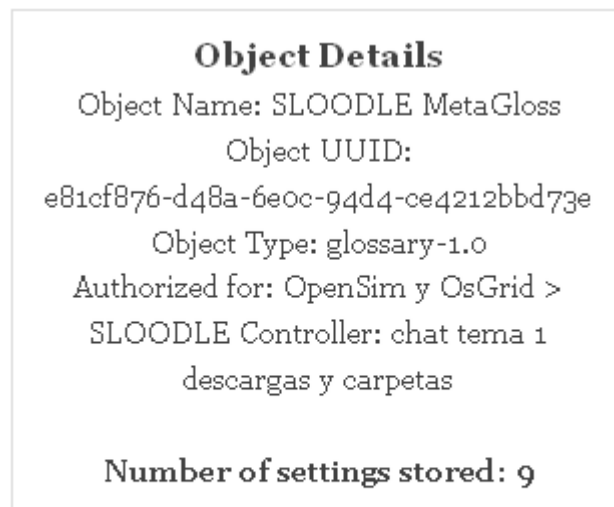 Object Details
Object Name: SLOODLE MetaGloss
Object UUID:
e81cf876-d48a-6e0c-94d4-ce4212bbd73e
Object Type: glossary-1.0
Authorized for: OpenSim y OsGrid >
SLOODLE Controller: chat tema 1
descargas y carpetas
Number of settings stored: 9